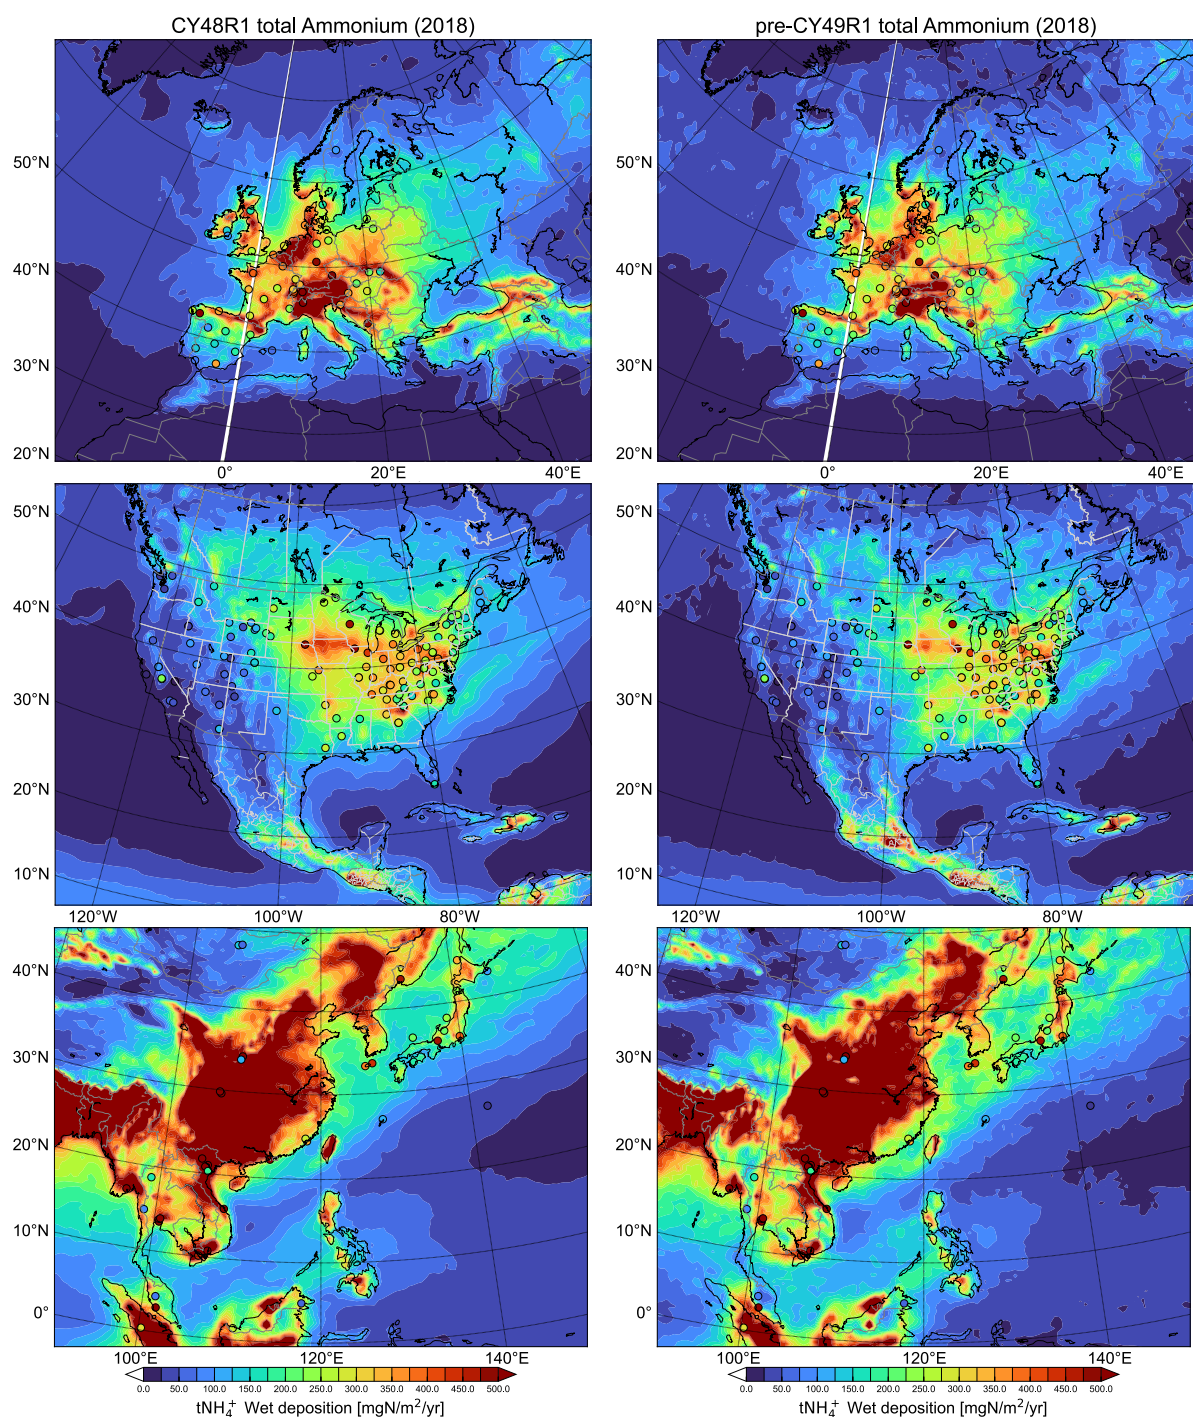 CY48R1 total Ammonium (2018)
pre-CY49R1 total Ammonium (2018)
50°N
40°N
30°N
20°N
0°
20°E
40°E
50°N
40°N
30°N
20°N
0°
20°E
40°E
50°N
40°N
30°N
20°N
10°N
120°W
100°W
80°W
50°N
40°N
30°N
20°N
10°N
120°W
100°W
80°W
40°N
30°N
20°N
10°N
0°
100°E
120°E
140°E
40°N
30°N
20°N
10°N
0°
100°E
120°E
140°E
0.0 50.0 100.0 150.0 200.0 250.0 300.0 350.0 400.0 450.0 500.0
tNH₄⁺ Wet deposition [mgN/m²/yr]
0.0 50.0 100.0 150.0 200.0 250.0 300.0 350.0 400.0 450.0 500.0
tNH₄⁺ Wet deposition [mgN/m²/yr]